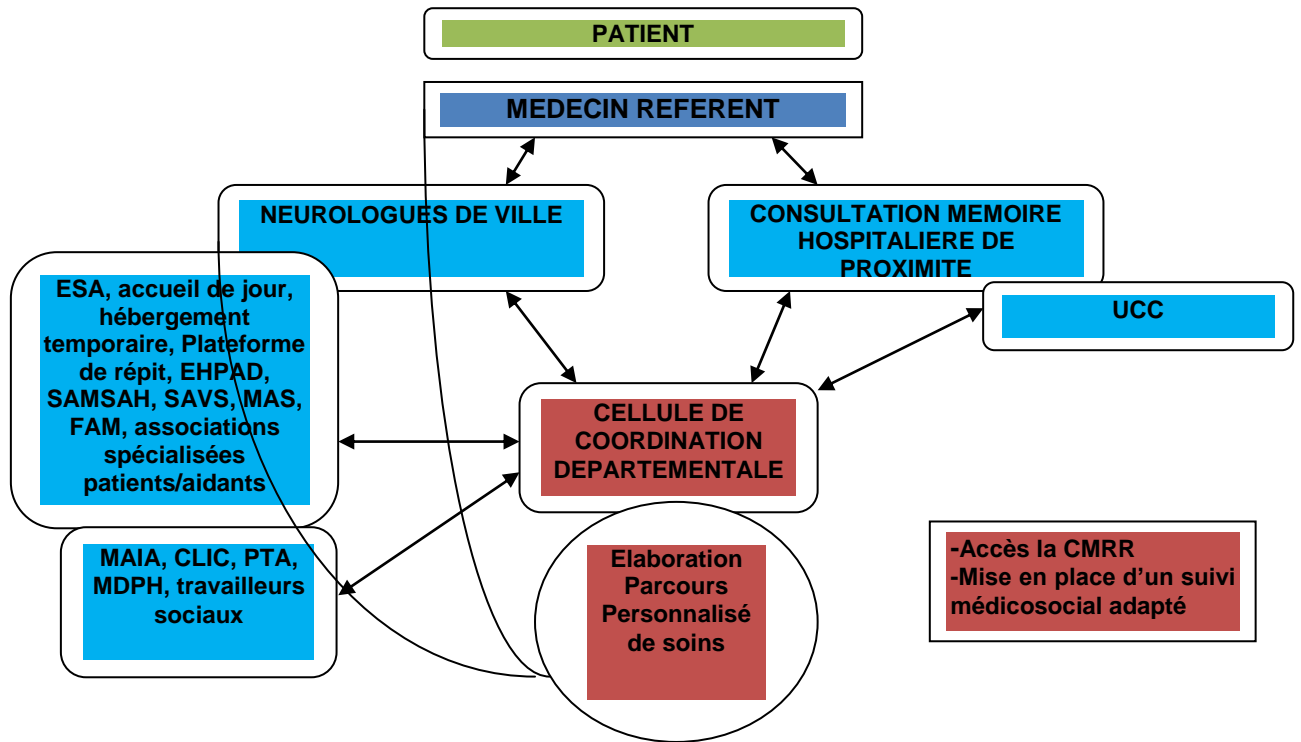 PATIENT
MEDECIN REFERENT
NEUROLOGUES DE VILLE
CONSULTATION MEMOIRE
HOSPITALIERE DE
PROXIMITE
ESA, accueil de jour,
hébergement
temporaire, Plateforme
de répit, EHPAD,
SAMSAH, SAVS, MAS,
FAM, associations
spécialisées
patients/aidants
UCC
CELLULE DE
COORDINATION
DEPARTEMENTALE
MAIA, CLIC, PTA,
MDPH, travailleurs
sociaux
Elaboration
Parcours
Personnalisé
de soins
-Accès la CMRR
-Mise en place d’un suivi
médicosocial adapté